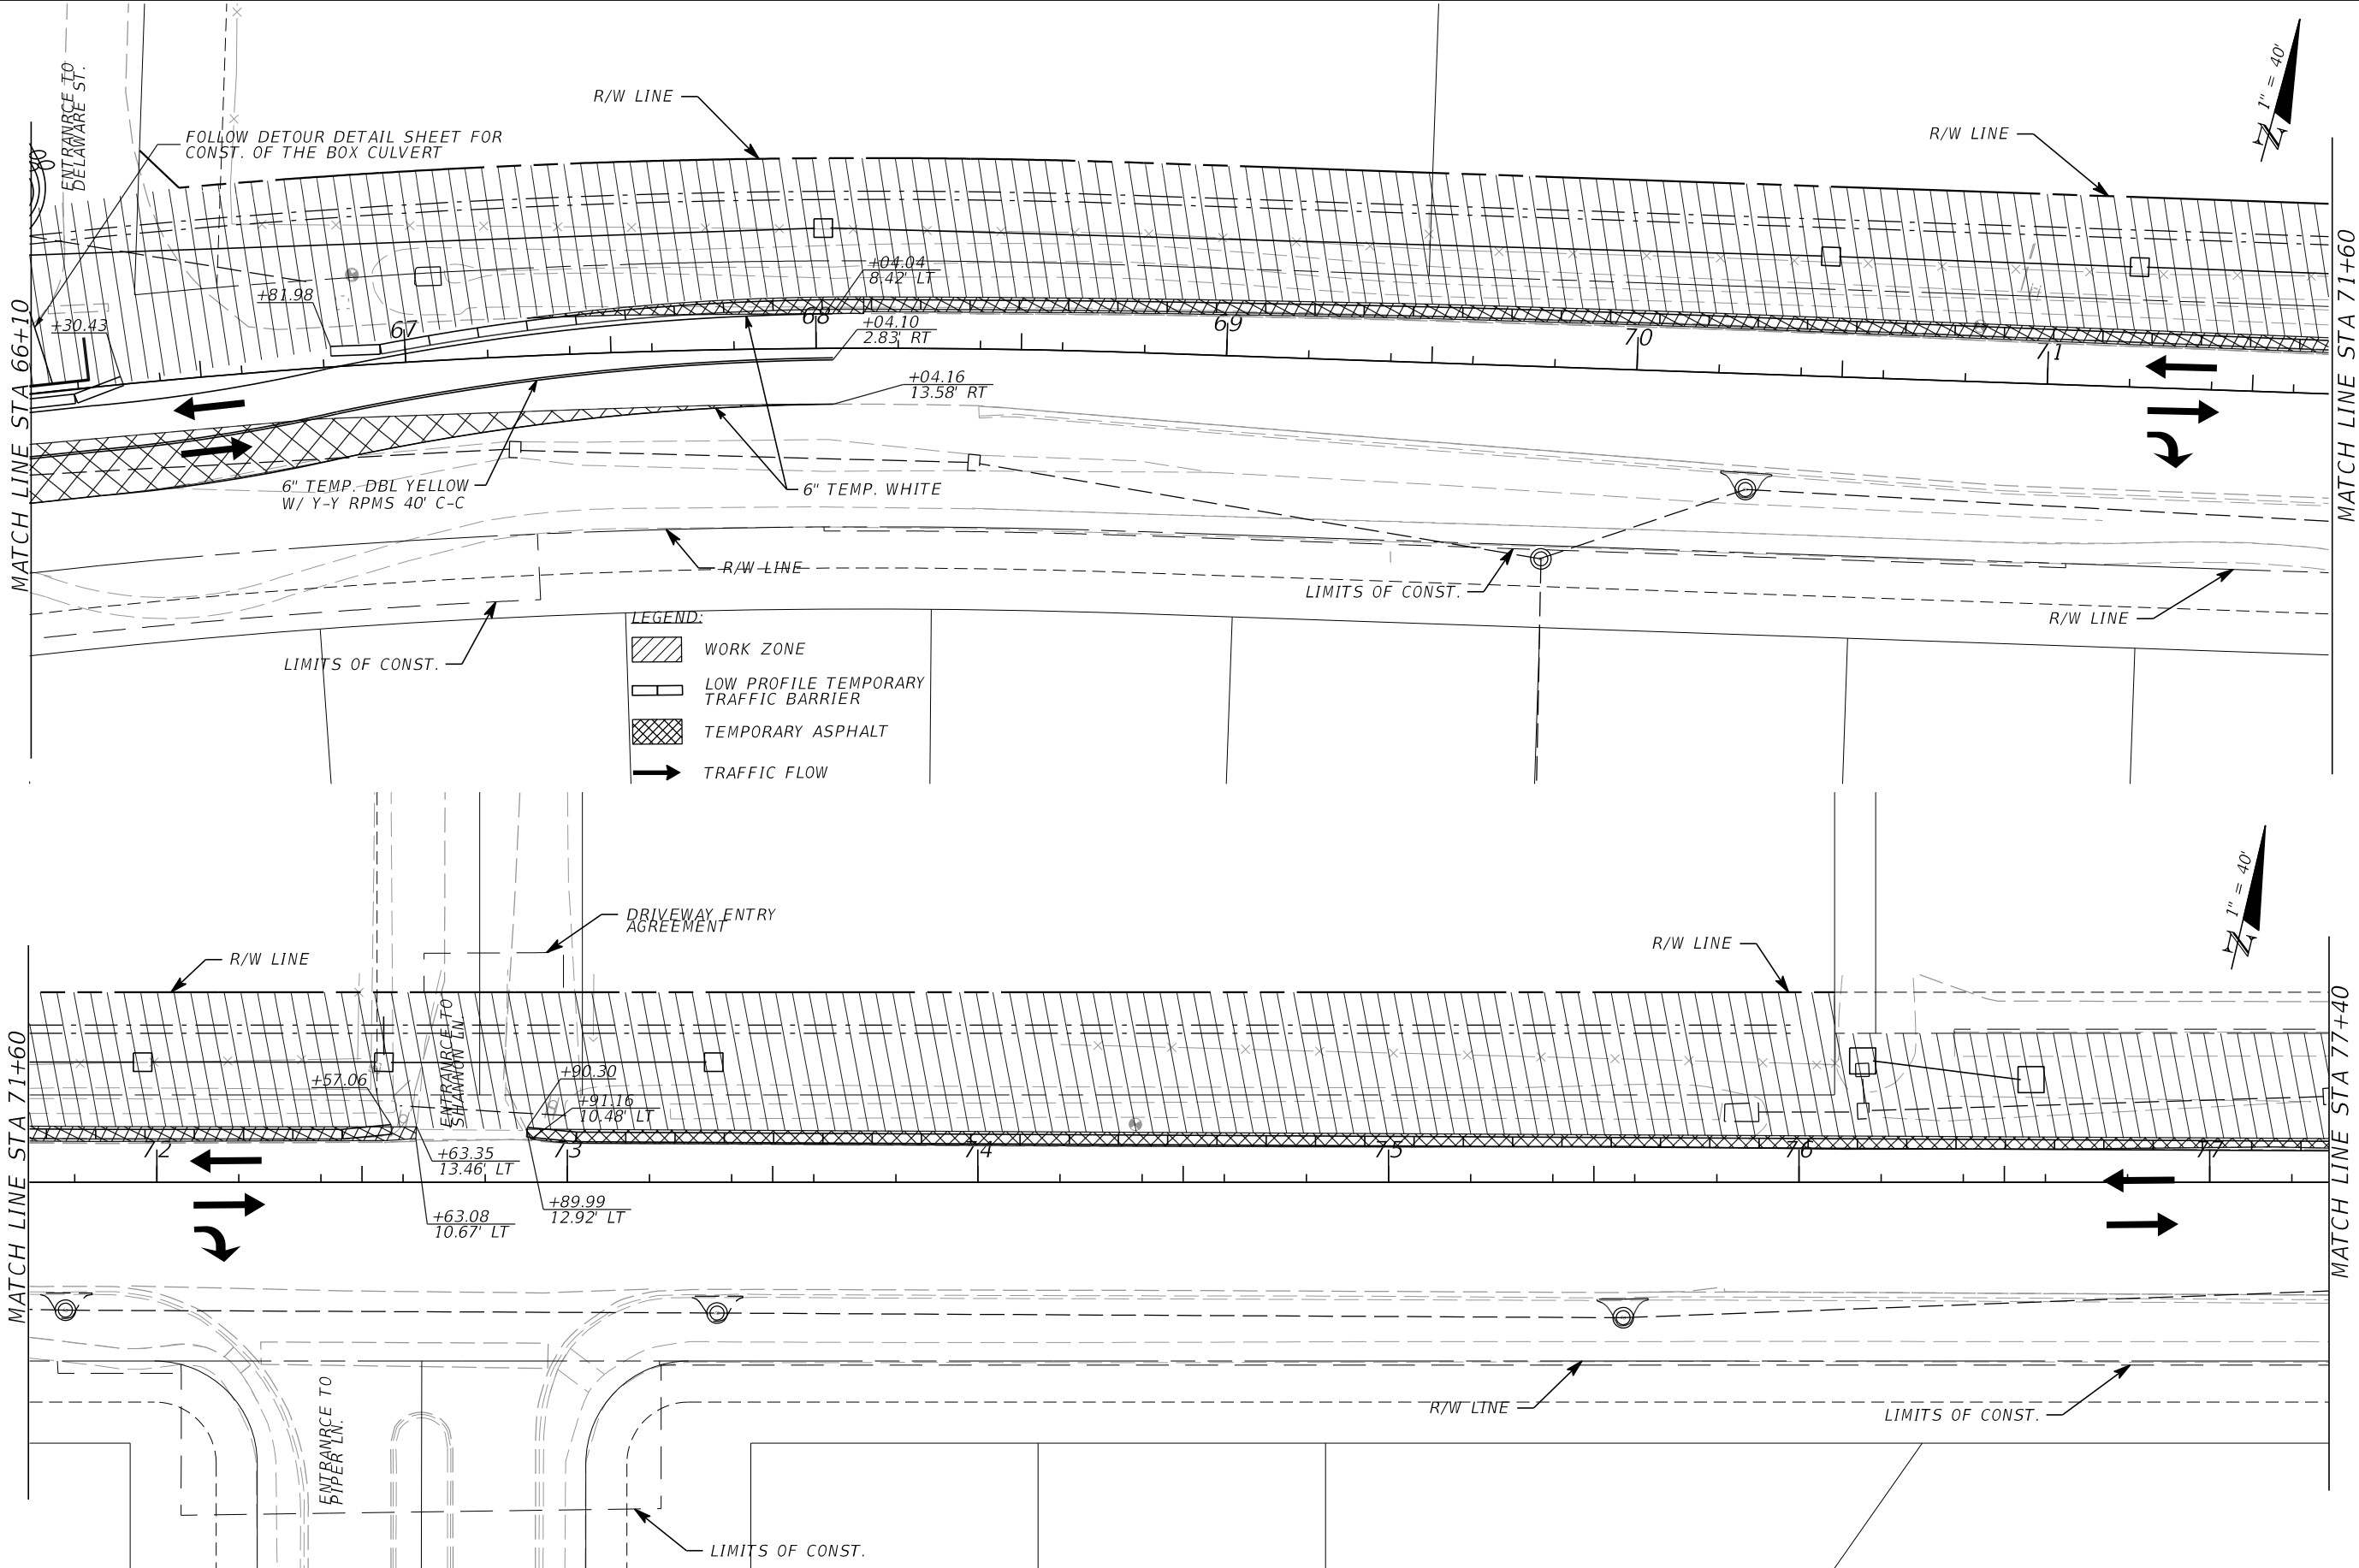 ENTRANRCE TO
DELAWARE ST.
FOLLOW DETOUR DETAIL SHEET FOR
CONST. OF THE BOX CULVERT
R/W LINE
R/W LINE
1" = 40'
N
+04.04
8.42' LT
+81.98
+30.43
67
68
69
70
71
+04.10
2.83' RT
+04.16
13.58' RT
MATCH LINE STA 66+10
MATCH LINE STA 71+60
6" TEMP. DBL YELLOW
W/ Y-Y RPMS 40' C-C
6" TEMP. WHITE
R/W LINE
LIMITS OF CONST.
R/W LINE
LIMITS OF CONST.
LEGEND:
WORK ZONE
LOW PROFILE TEMPORARY
TRAFFIC BARRIER
TEMPORARY ASPHALT
TRAFFIC FLOW
1" = 40'
N
DRIVEWAY ENTRY
AGREEMENT
R/W LINE
R/W LINE
ENTRANRCE TO
SHANNON LN.
+57.06
+90.30
+91.16
10.48' LT
72
73
74
75
76
77
+63.35
13.46' LT
+63.08
10.67' LT
+89.99
12.92' LT
MATCH LINE STA 71+60
MATCH LINE STA 77+40
ENTRANRCE TO
PIPER LN.
R/W LINE
LIMITS OF CONST.
LIMITS OF CONST.